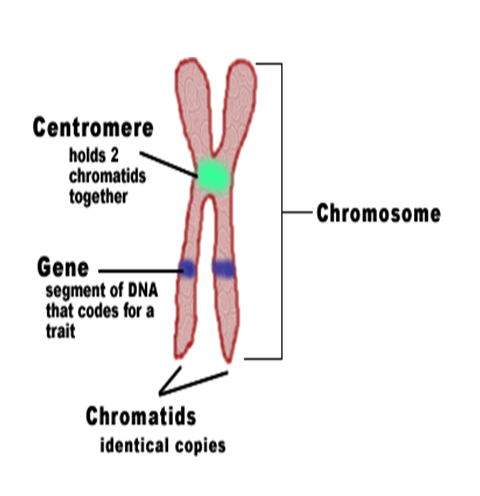 Centromere
holds 2
chromatids
together
Chromosome
Gene
segment of DNA
that codes for a
trait
Chromatids
identical copies